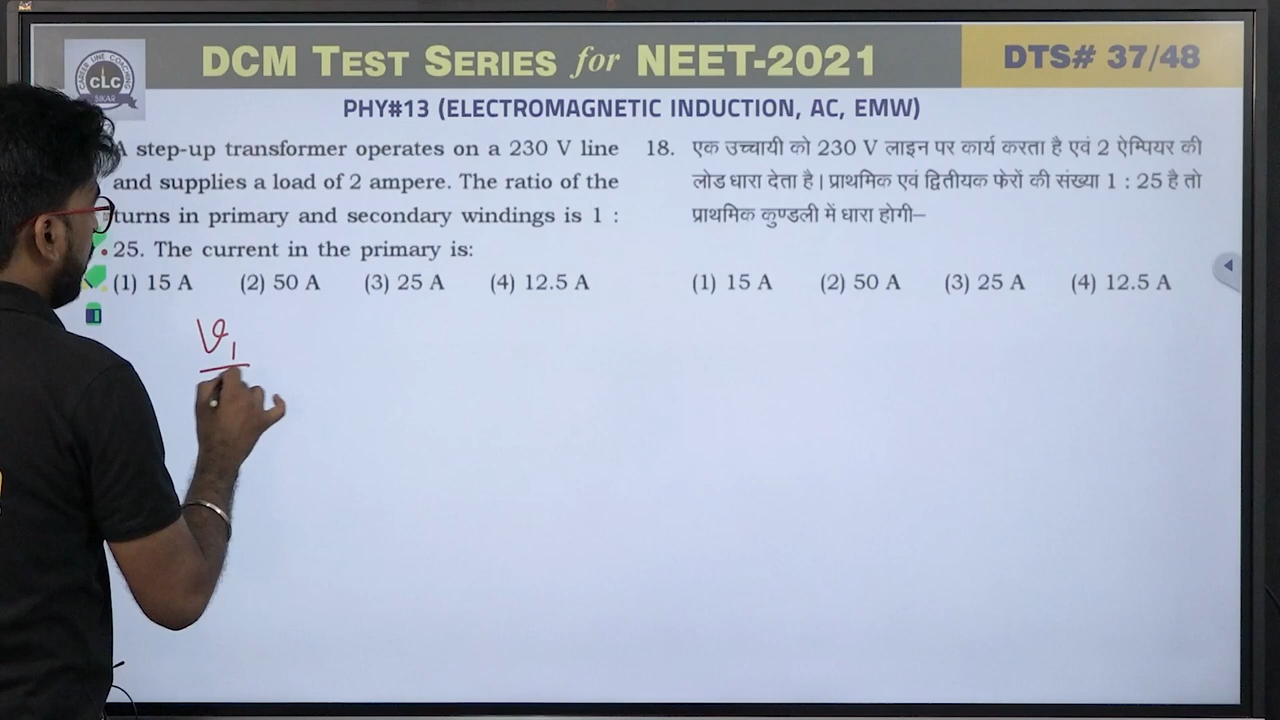 DCM TEST SERIES for NEET-2021
DTS# 37/48
CLC
SIKAR
PHY#13 (ELECTROMAGNETIC INDUCTION, AC, EMW)
A step-up transformer operates on a 230 V line
and supplies a load of 2 ampere. The ratio of the
turns in primary and secondary windings is 1 :
25. The current in the primary is:
(1) 15 A (2) 50 A (3) 25 A (4) 12.5 A
18. एक उच्चायी को 230 V लाइन पर कार्य करता है एवं 2 ऐम्पियर की
लोड धारा देता है। प्राथमिक एवं द्वितीयक फेरों की संख्या 1 : 25 है तो
प्राथमिक कुण्डली में धारा होगी–
(1) 15 A (2) 50 A (3) 25 A (4) 12.5 A
V1